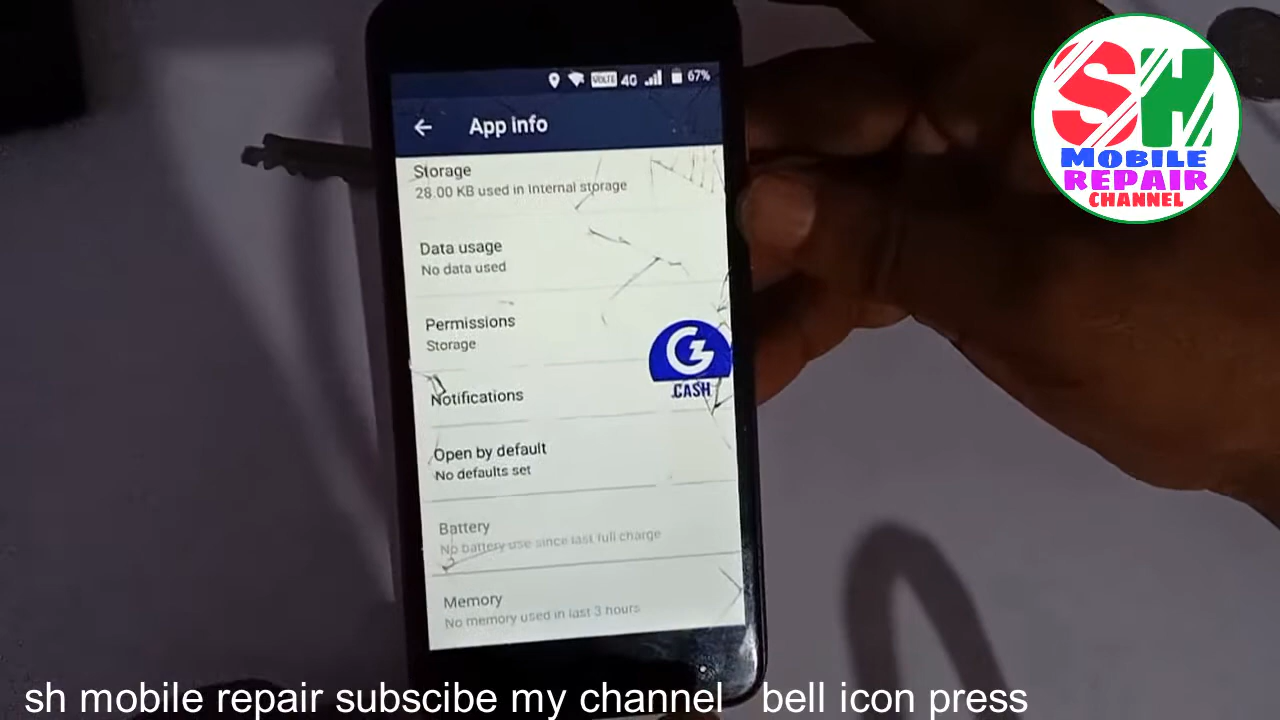 VOLTE 4G 67%
App info
Storage
28.00 KB used in Internal storage
Data usage
No data used
Permissions
Storage
Notifications
Open by default
No defaults set
Battery
No battery use since last full charge
Memory
No memory used in last 3 hours
G
.CASH
SH
MOBILE
REPAIR
CHANNEL
sh mobile repair subscibe my channel bell icon press